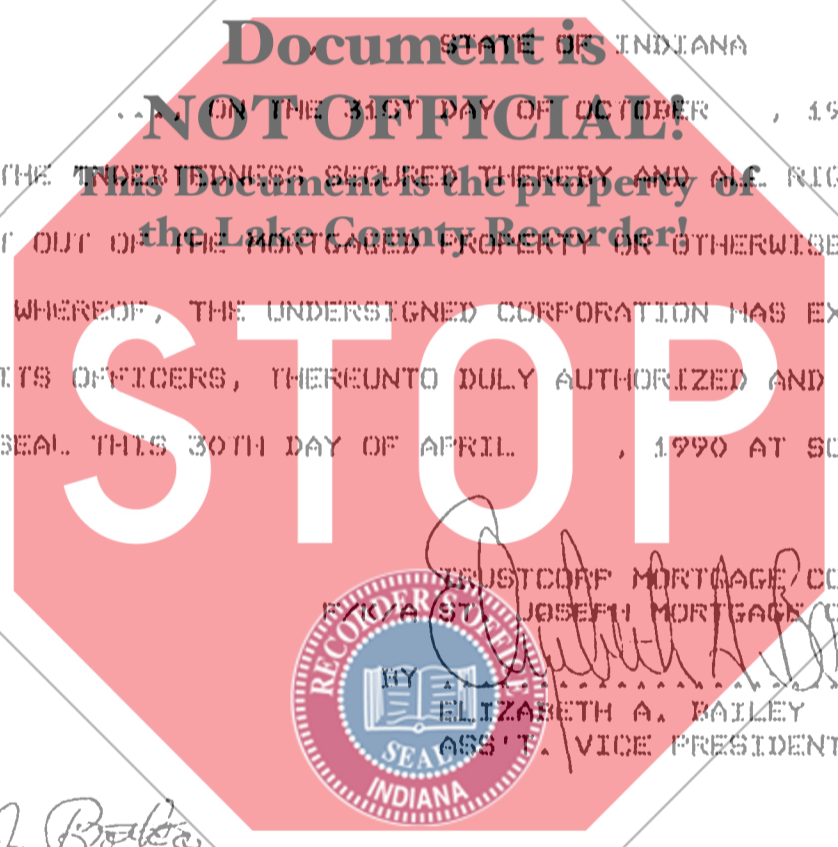 Document is
STATE OF INDIANA
NOT OFFICIAL!
ON THE 31ST DAY OF OCTOBER , 19
This Document is the property of
THE INDEBTEDNESS SECURED THEREBY AND ALL RIG
the Lake County Recorder!
T OUT OF THE MORTGAGED PROPERTY OR OTHERWISE
WHEREOF, THE UNDERSIGNED CORPORATION HAS EX
STOP
ITS OFFICERS, THEREUNTO DULY AUTHORIZED AND
SEAL THIS 30TH DAY OF APRIL , 1990 AT SO
TRUSTCORP MORTGAGE CO
F/K/A ST. JOSEPH MORTGAGE C
BY
ELIZABETH A. BAILEY
ASS'T. VICE PRESIDENT
RECORDER'S OFFICE
SEAL
INDIANA